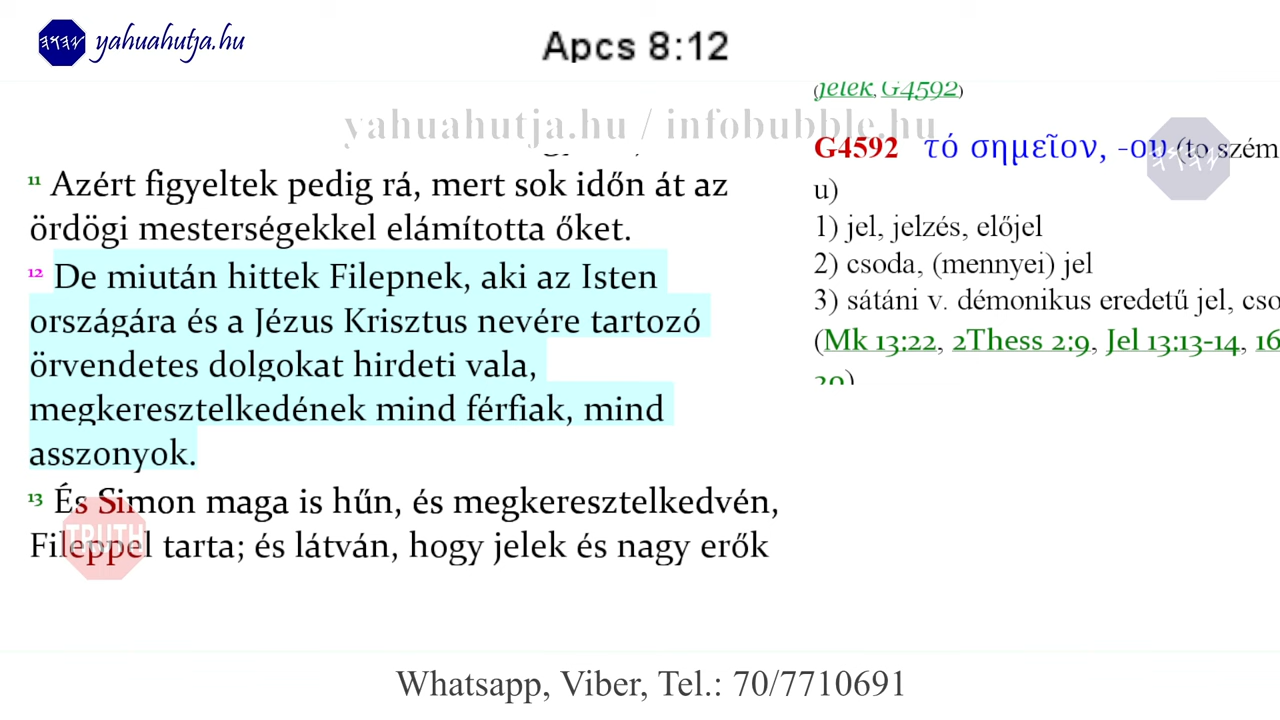 yahuahutja.hu
Apcs 8:12
yahuahutja.hu / infobubble.hu
11 Azért figyeltek pedig rá, mert sok időn át az
ördögi mesterségekkel elámította őket.
12 De miután hittek Filepnek, aki az Isten
országára és a Jézus Krisztus nevére tartozó
örvendetes dolgokat hirdeti vala,
megkeresztelkedének mind férfiak, mind
asszonyok.
13 És Simon maga is hűn, és megkeresztelkedvén,
Fileppel tarta; és látván, hogy jelek és nagy erők
TRUTH
(jelek, G4592)
G4592 τό σημεῖον, -ου (to szém
u)
1) jel, jelzés, előjel
2) csoda, (mennyei) jel
3) sátáni v. démonikus eredetű jel, cso
(Mk 13:22, 2Thess 2:9, Jel 13:13-14, 16
20)
Whatsapp, Viber, Tel.: 70/7710691